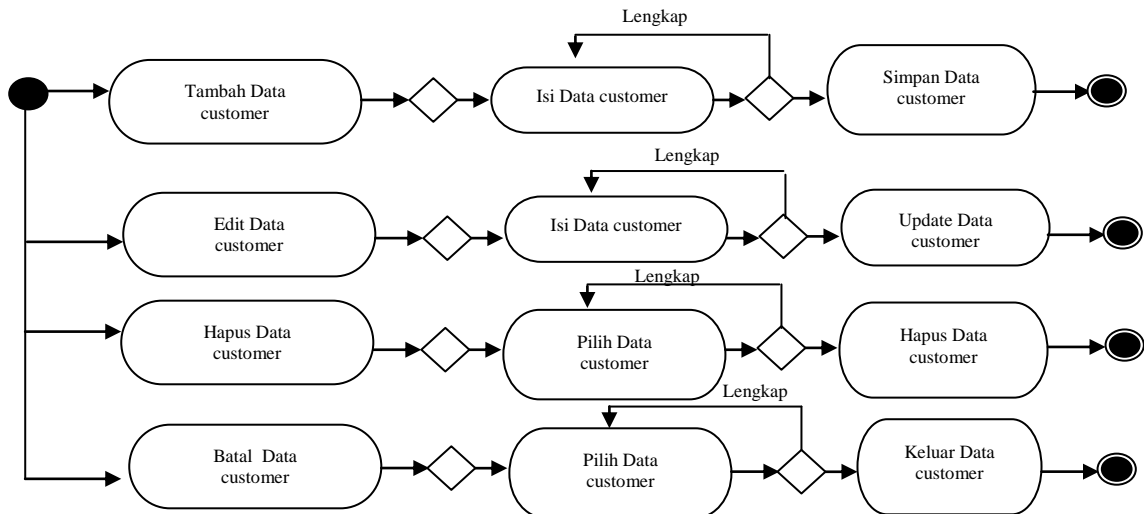 Lengkap
Tambah Data
customer
Isi Data customer
Simpan Data
customer
Lengkap
Edit Data
customer
Isi Data customer
Update Data
customer
Lengkap
Hapus Data
customer
Pilih Data
customer
Hapus Data
customer
Lengkap
Batal Data
customer
Pilih Data
customer
Keluar Data
customer